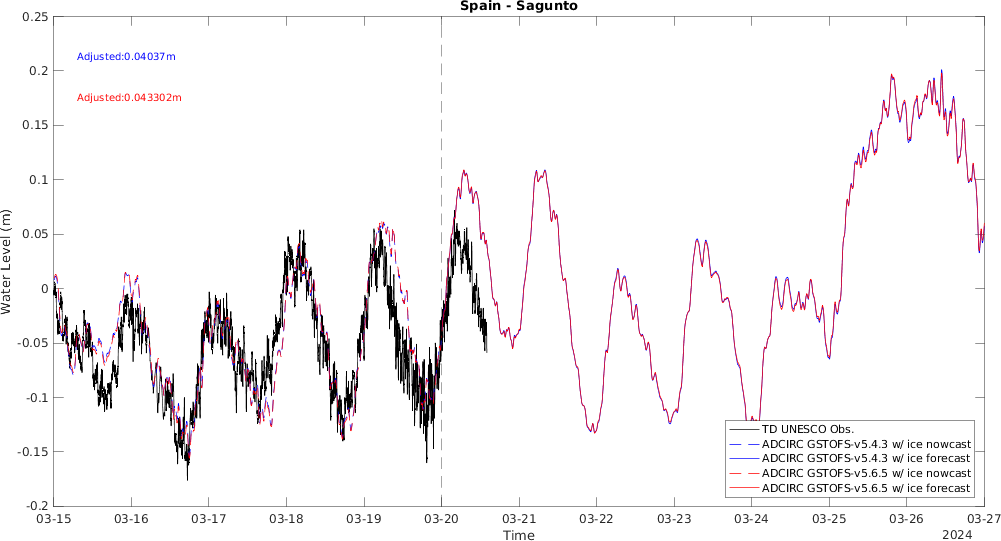 Spain - Sagunto
0.25
0.2
0.15
0.1
0.05
0
-0.05
-0.1
-0.15
-0.2
Water Level (m)
Adjusted:0.04037m
Adjusted:0.043302m
TD UNESCO Obs.
ADCIRC GSTOFS-v5.4.3 w/ ice nowcast
ADCIRC GSTOFS-v5.4.3 w/ ice forecast
ADCIRC GSTOFS-v5.6.5 w/ ice nowcast
ADCIRC GSTOFS-v5.6.5 w/ ice forecast
03-15 03-16 03-17 03-18 03-19 03-20 03-21 03-22 03-23 03-24 03-25 03-26 03-27
Time
2024